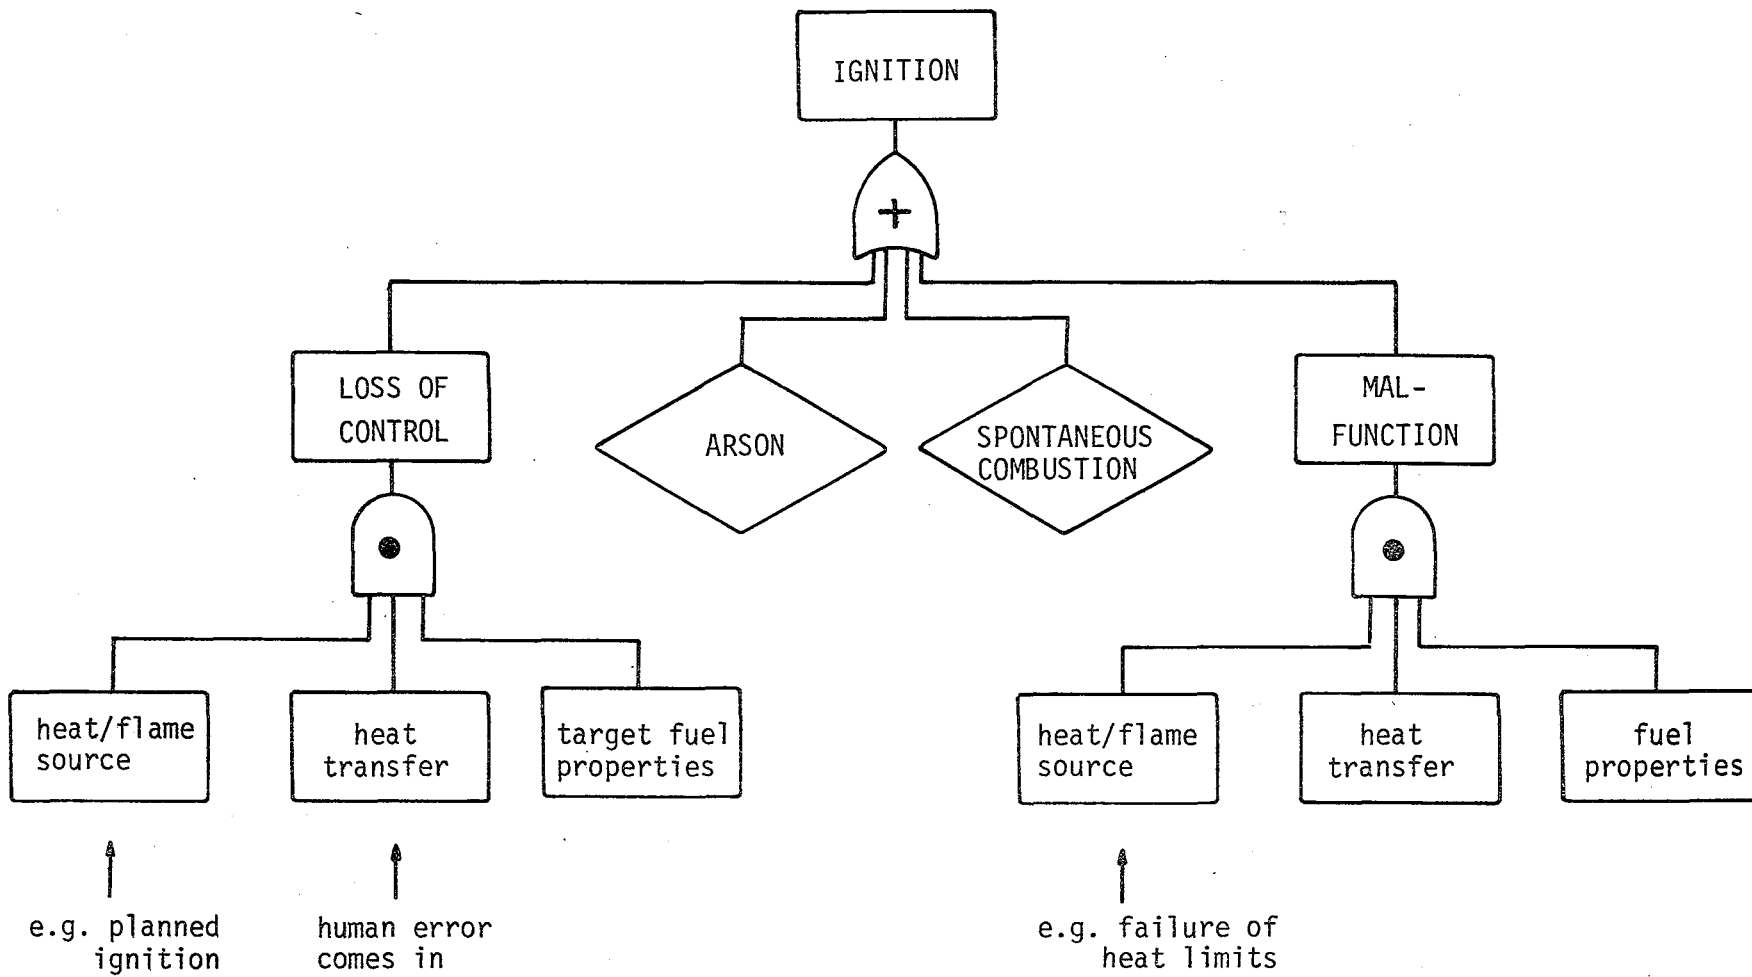 IGNITION
+
LOSS OF
CONTROL
ARSON
SPONTANEOUS
COMBUSTION
MAL-
FUNCTION
heat/flame
source
heat
transfer
target fuel
properties
heat/flame
source
heat
transfer
fuel
properties
e.g. planned
ignition
human error
comes in
e.g. failure of
heat limits